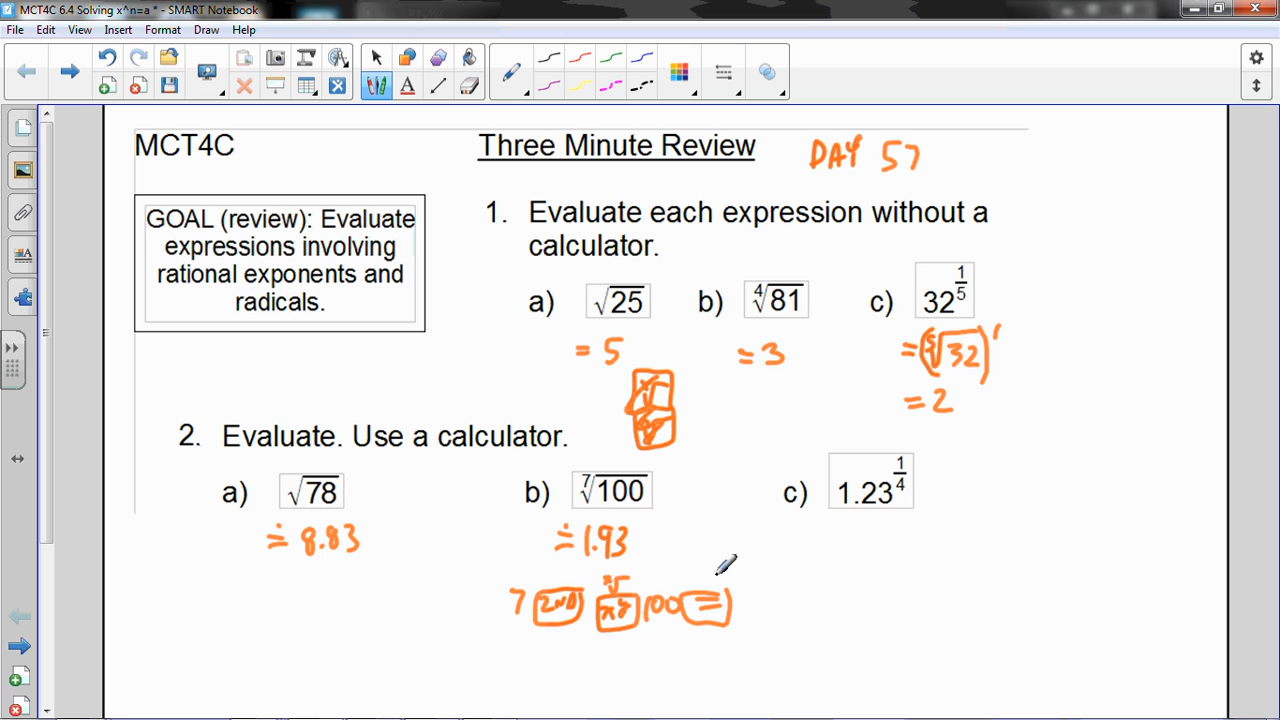 MCT4C 6.4 Solving x^n=a * - SMART Notebook
File Edit View Insert Format Draw Help
MCT4C
Three Minute Review
DAY 57
GOAL (review): Evaluate
expressions involving
rational exponents and
radicals.
1. Evaluate each expression without a
calculator.
a) √25 b) ∜81 c) 32^(1/5)
= 5 = 3 = (⁵√32)¹
= 2
2. Evaluate. Use a calculator.
a) √78 b) ⁷√100 c) 1.23^(1/4)
≐ 8.83 ≐ 1.93
ˣ√
7 2ND xʸ 100 =